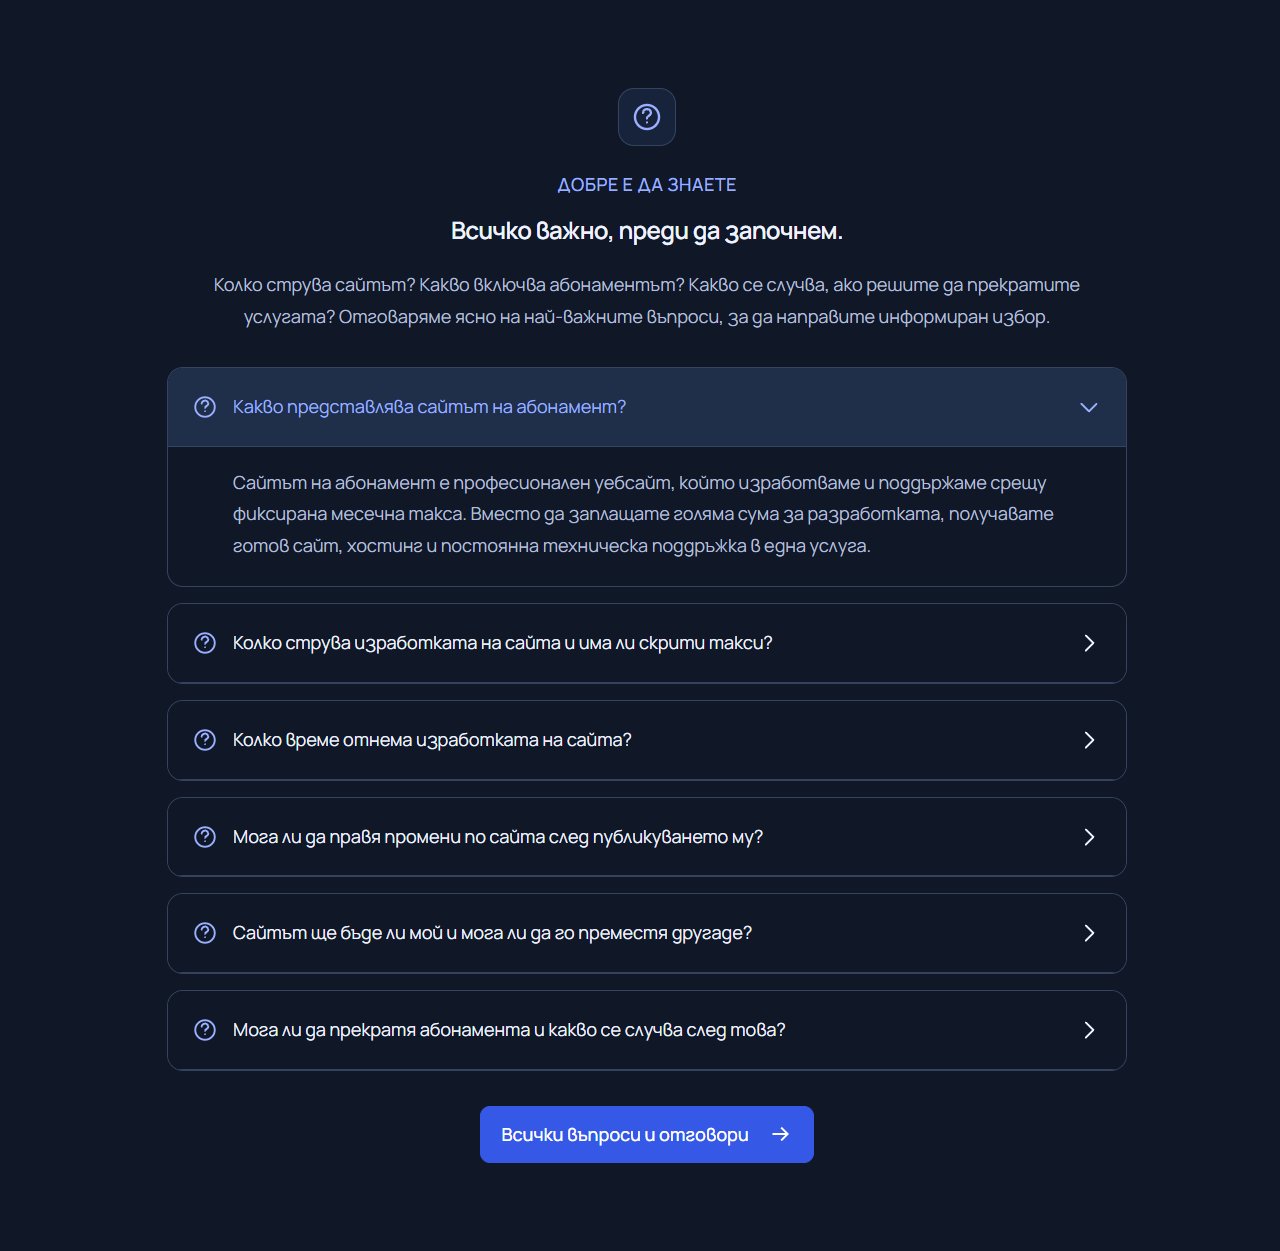 ДОБРЕ Е ДА ЗНАЕТЕ
Всичко важно, преди да започнем.
Колко струва сайтът? Какво включва абонаментът? Какво се случва, ако решите да прекратите
услугата? Отговаряме ясно на най-важните въпроси, за да направите информиран избор.
Какво представлява сайтът на абонамент?
Сайтът на абонамент е професионален уебсайт, който изработваме и поддържаме срещу
фиксирана месечна такса. Вместо да заплащате голяма сума за разработката, получавате
готов сайт, хостинг и постоянна техническа поддръжка в една услуга.
Колко струва изработката на сайта и има ли скрити такси?
Колко време отнема изработката на сайта?
Мога ли да правя промени по сайта след публикуването му?
Сайтът ще бъде ли мой и мога ли да го преместя другаде?
Мога ли да прекратя абонамента и какво се случва след това?
Всички въпроси и отговори